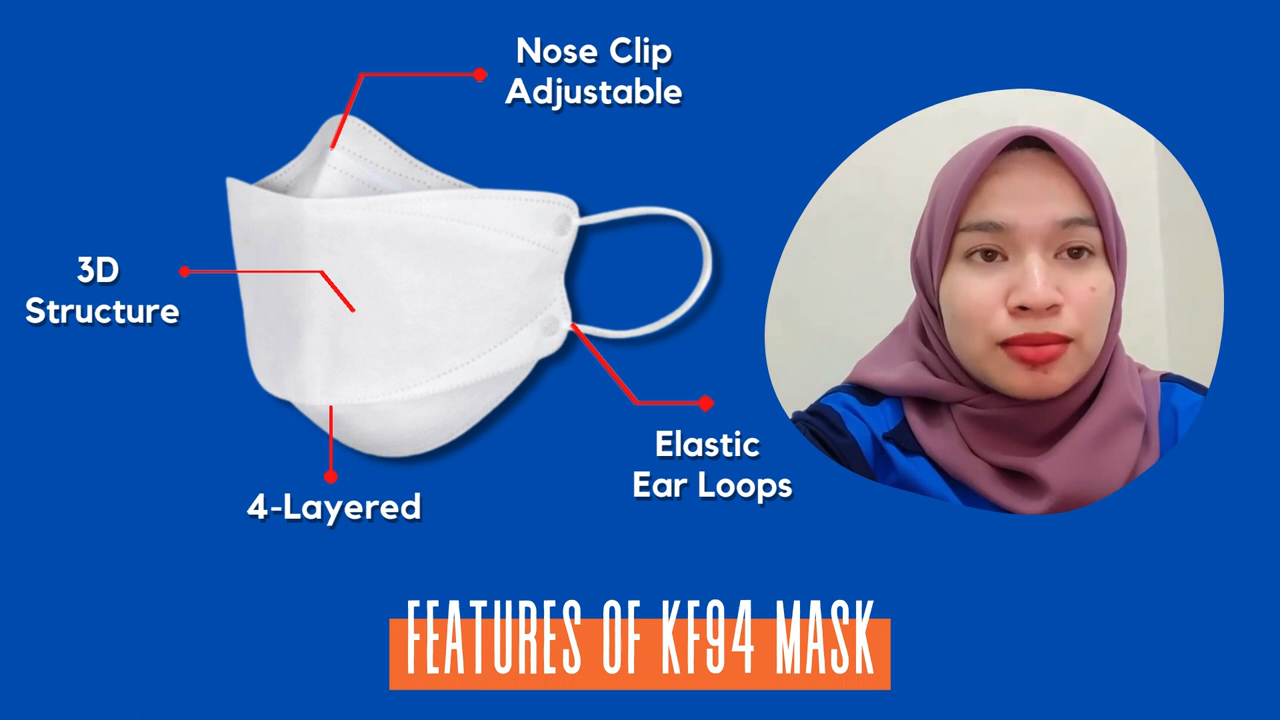 Nose Clip
Adjustable
3D
Structure
Elastic
Ear Loops
4-Layered
FEATURES OF KF94 MASK